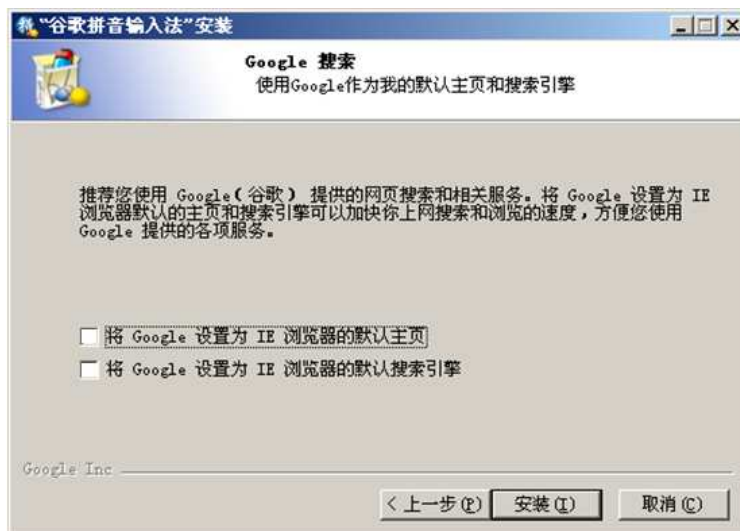 “谷歌拼音输入法”安装
Google 搜索
使用Google作为我的默认主页和搜索引擎
推荐您使用 Google(谷歌) 提供的网页搜索和相关服务。将 Google 设置为 IE
浏览器默认的主页和搜索引擎可以加快你上网搜索和浏览的速度,方便您使用
Google 提供的各项服务。
将 Google 设置为 IE 浏览器的默认主页
将 Google 设置为 IE 浏览器的默认搜索引擎
Google Inc
< 上一步(P) 安装(I) 取消(C)